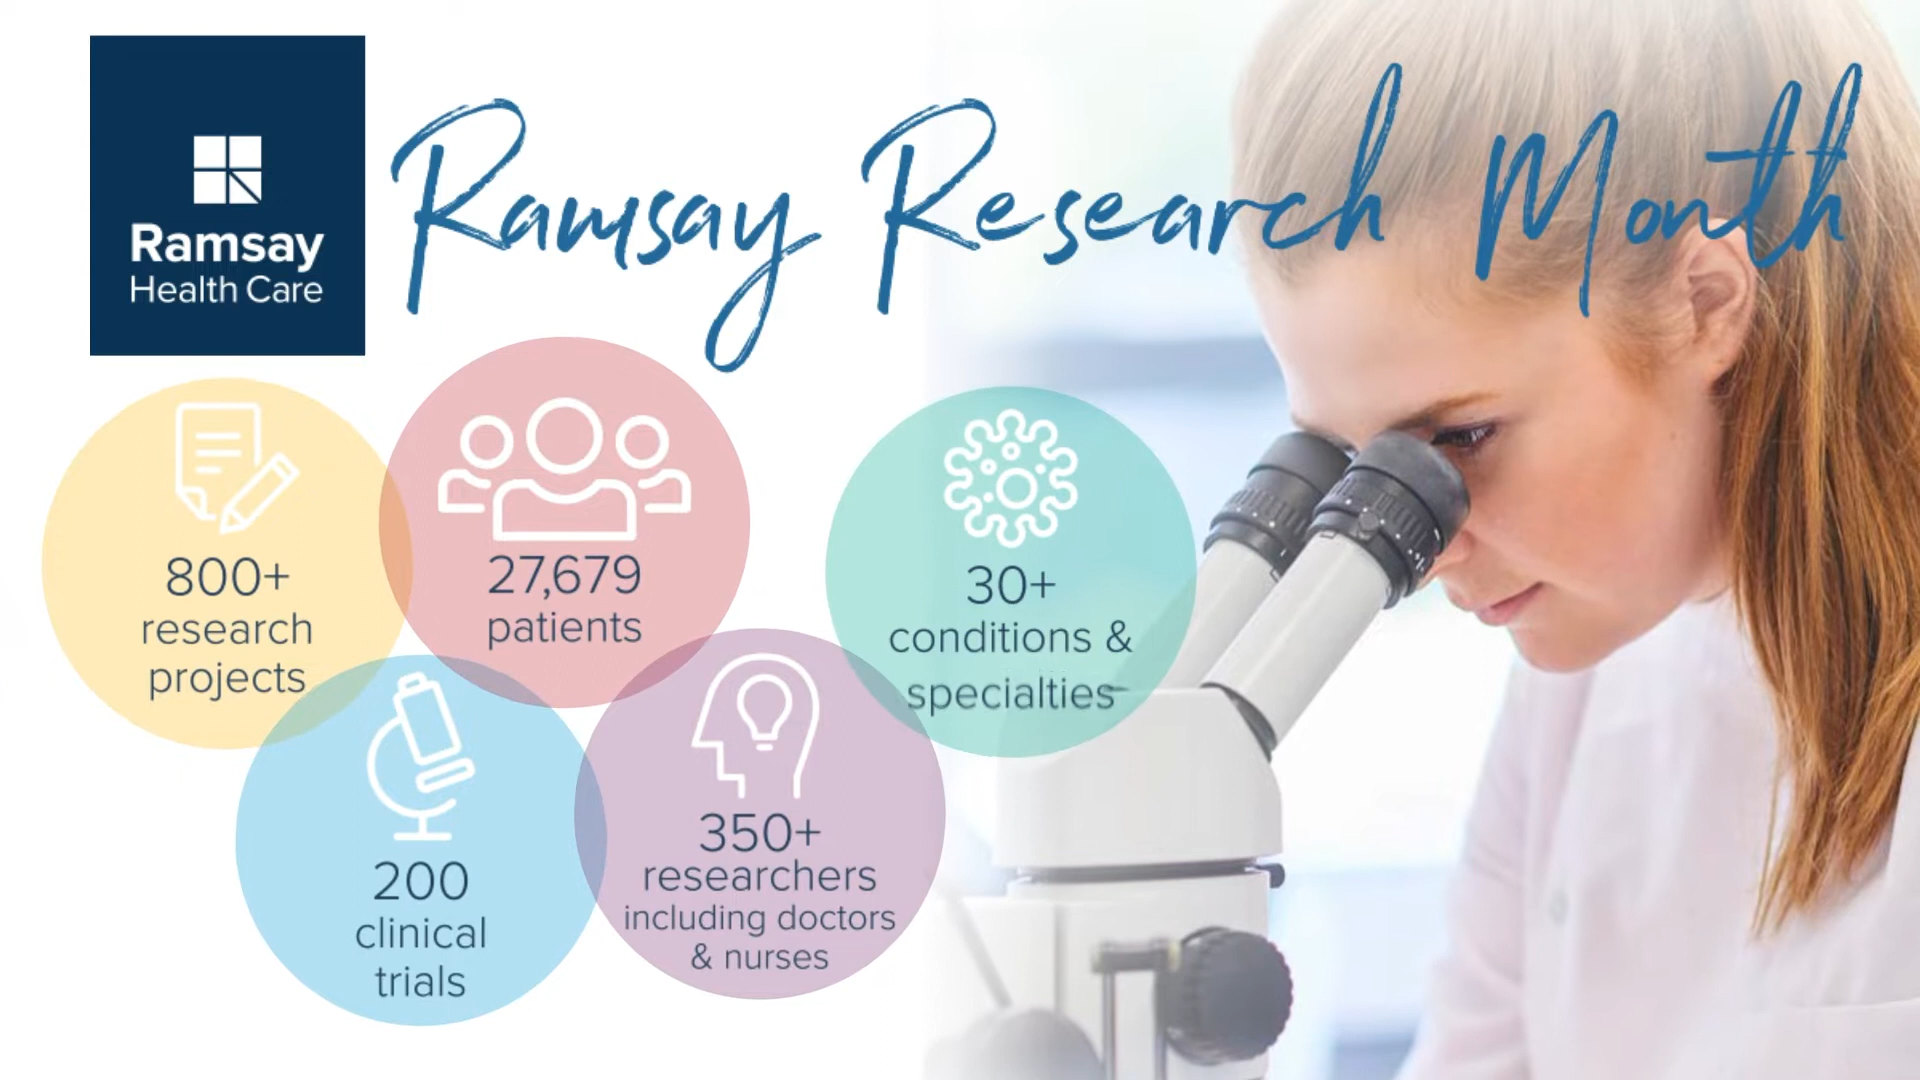 Ramsay
Health Care
Ramsay Research Month
800+
research
projects
27,679
patients
30+
conditions &
specialties
200
clinical
trials
350+
researchers
including doctors
& nurses